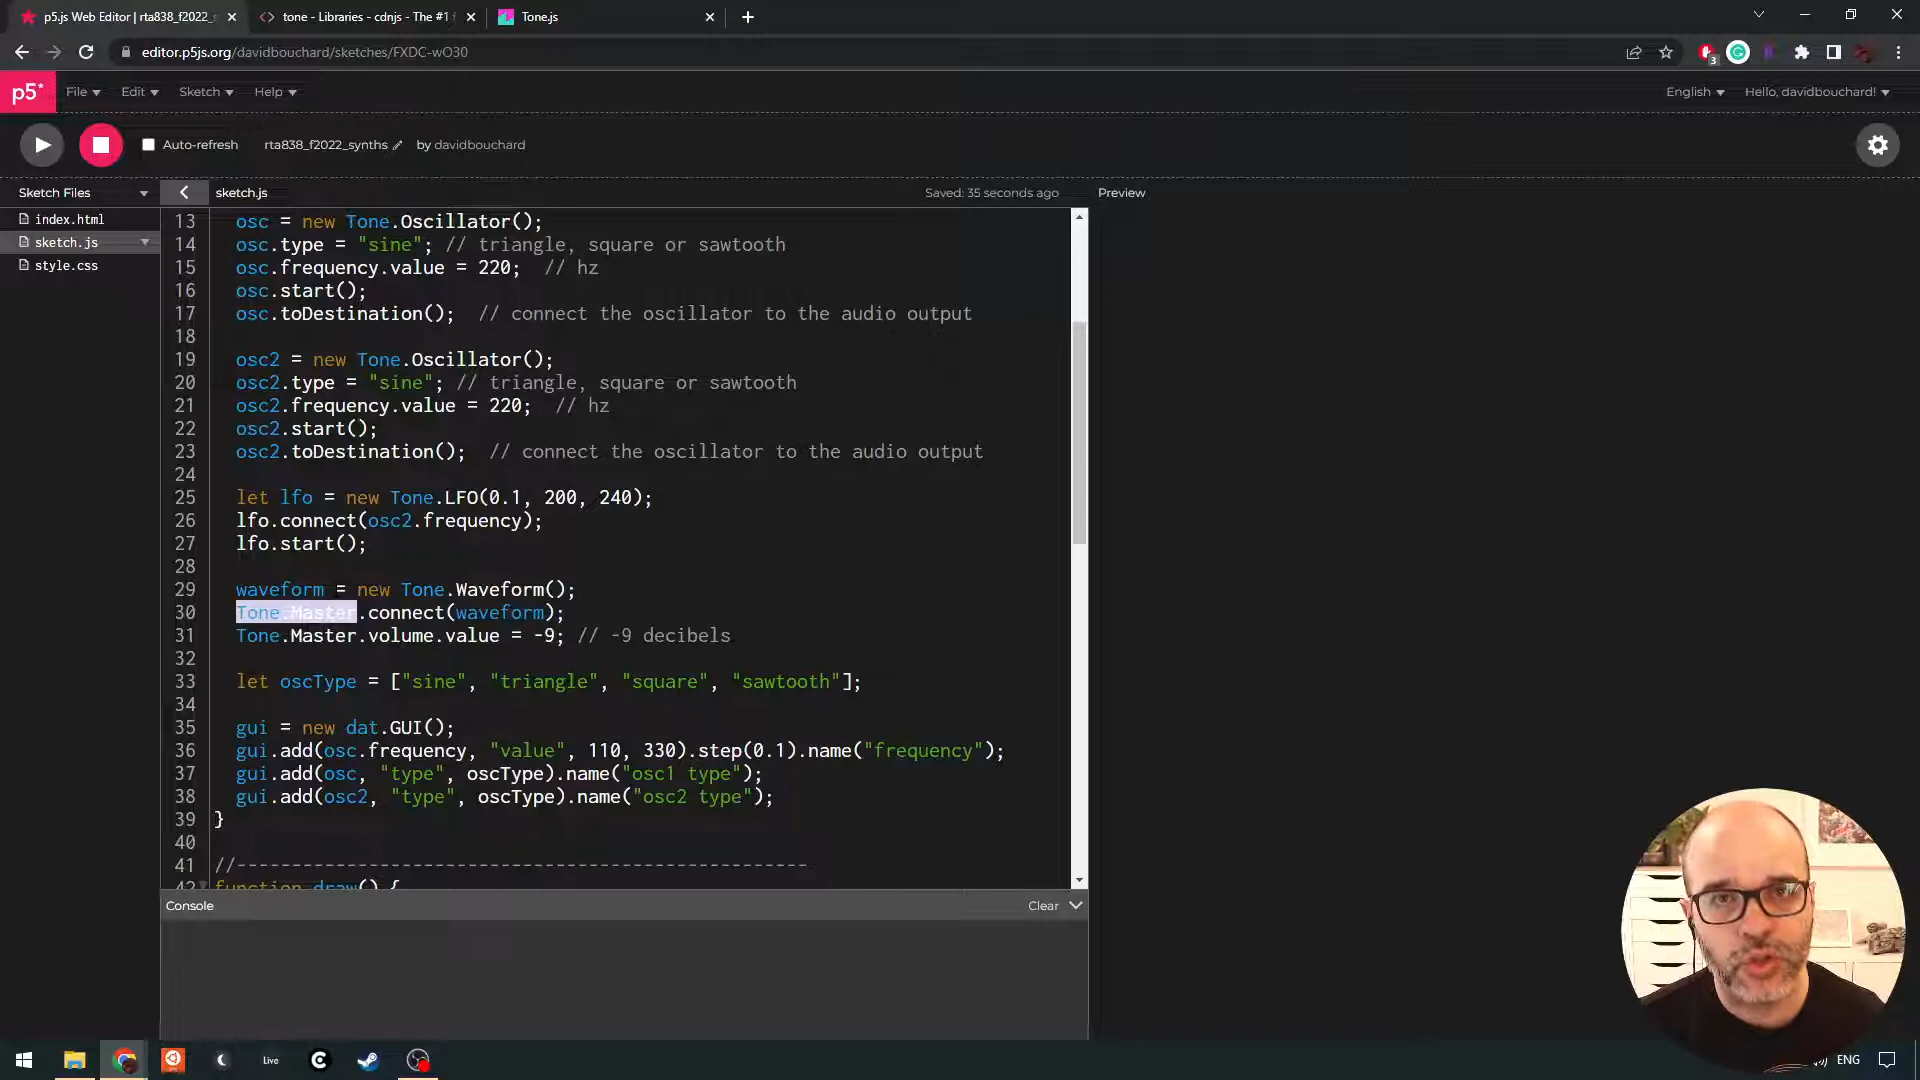 p5.js Web Editor | rta838_f2022_s
tone - Libraries - cdnjs - The #1 f
Tone.js
editor.p5js.org/davidbouchard/sketches/FXDC-wO30
3
p5*
File
Edit
Sketch
Help
English
Hello, davidbouchard!
Auto-refresh
rta838_f2022_synths
by davidbouchard
Sketch Files
sketch.js
Saved: 35 seconds ago
Preview
index.html
sketch.js
style.css
13 osc = new Tone.Oscillator();
14 osc.type = "sine"; // triangle, square or sawtooth
15 osc.frequency.value = 220; // hz
16 osc.start();
17 osc.toDestination(); // connect the oscillator to the audio output
18
19 osc2 = new Tone.Oscillator();
20 osc2.type = "sine"; // triangle, square or sawtooth
21 osc2.frequency.value = 220; // hz
22 osc2.start();
23 osc2.toDestination(); // connect the oscillator to the audio output
24
25 let lfo = new Tone.LFO(0.1, 200, 240);
26 lfo.connect(osc2.frequency);
27 lfo.start();
28
29 waveform = new Tone.Waveform();
30 Tone.Master.connect(waveform);
31 Tone.Master.volume.value = -9; // -9 decibels
32
33 let oscType = ["sine", "triangle", "square", "sawtooth"];
34
35 gui = new dat.GUI();
36 gui.add(osc.frequency, "value", 110, 330).step(0.1).name("frequency");
37 gui.add(osc, "type", oscType).name("osc1 type");
38 gui.add(osc2, "type", oscType).name("osc2 type");
39 }
40
41 //----------------------------------------------------
42 function draw() {
Console
Clear
Live
ENG